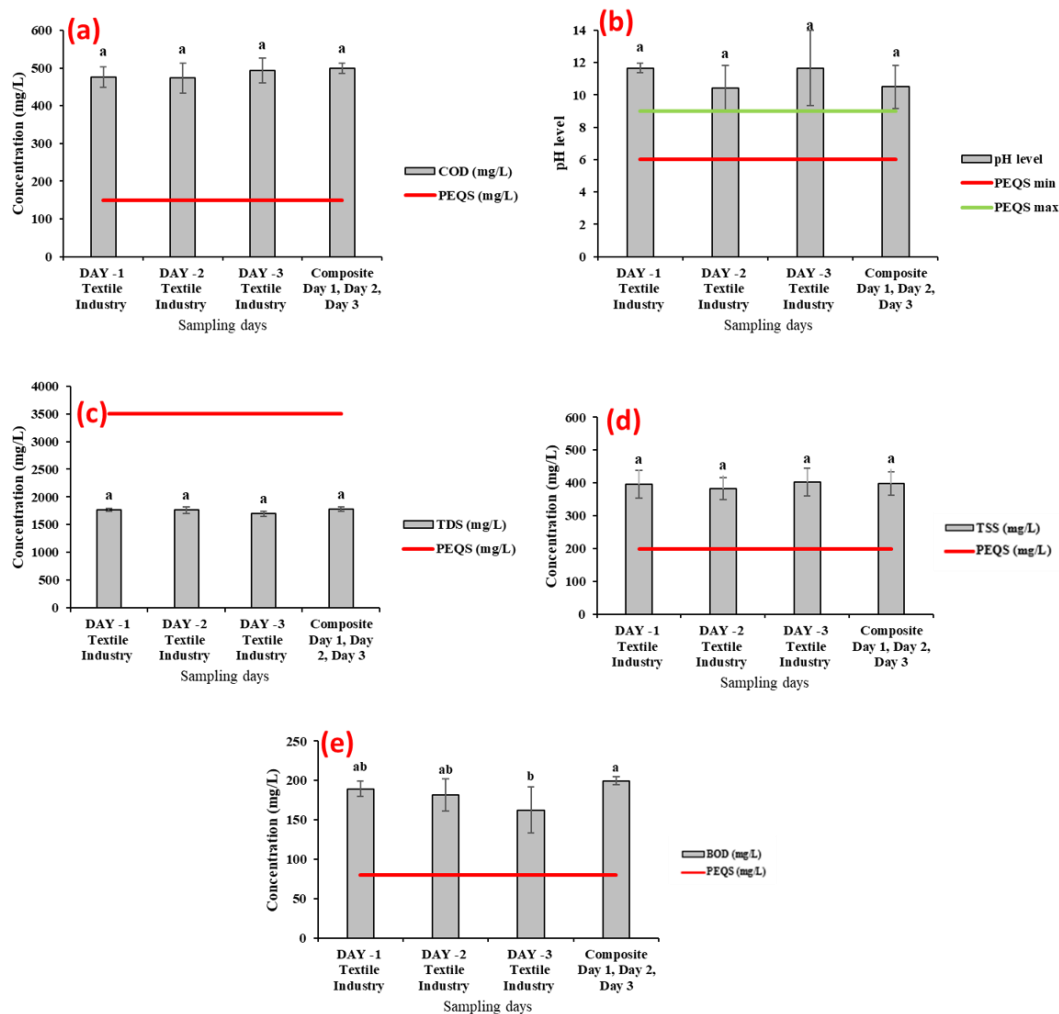 (a)
600
500
400
300
200
100
0
Concentration (mg/L)
a
a
a
a
DAY -1
Textile
Industry
DAY -2
Textile
Industry
DAY -3
Textile
Industry
Composite
Day 1, Day 2,
Day 3
Sampling days
COD (mg/L)
PEQS (mg/L)
(b)
14
12
10
8
6
4
2
0
pH level
a
a
a
a
DAY -1
Textile
Industry
DAY -2
Textile
Industry
DAY -3
Textile
Industry
Composite
Day 1, Day 2,
Day 3
Sampling days
pH level
PEQS min
PEQS max
(c)
4000
3500
3000
2500
2000
1500
1000
500
0
Concentration (mg/L)
a
a
a
a
DAY -1
Textile
Industry
DAY -2
Textile
Industry
DAY -3
Textile
Industry
Composite
Day 1, Day
2, Day 3
Sampling days
TDS (mg/L)
PEQS (mg/L)
(d)
600
500
400
300
200
100
0
Concentration (mg/L)
a
a
a
a
DAY -1
Textile
Industry
DAY -2
Textile
Industry
DAY -3
Textile
Industry
Composite
Day 1, Day 2,
Day 3
Sampling days
TSS (mg/L)
PEQS (mg/L)
(e)
250
200
150
100
50
0
Concentration (mg/L)
ab
ab
b
a
DAY -1
Textile
Industry
DAY -2
Textile
Industry
DAY -3
Textile
Industry
Composite
Day 1, Day 2,
Day 3
Sampling days
BOD (mg/L)
PEQS (mg/L)